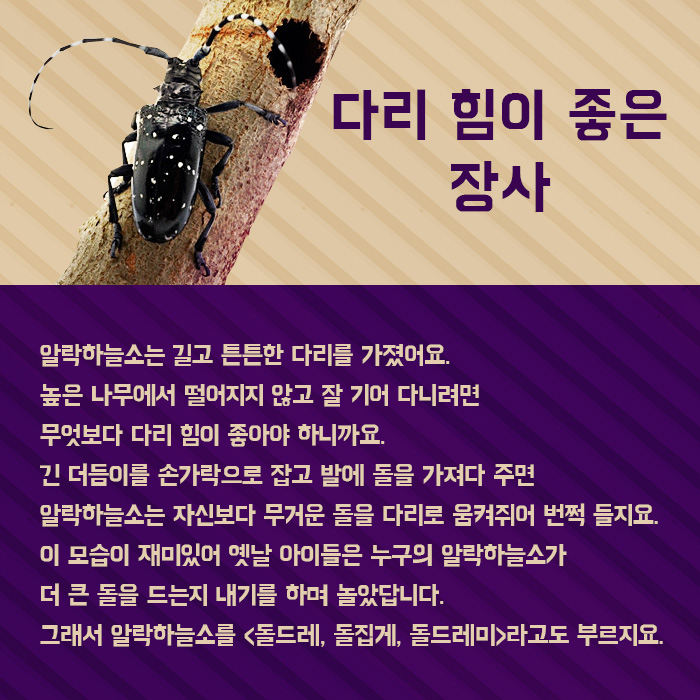 다리 힘이 좋은
장사
알락하늘소는 길고 튼튼한 다리를 가졌어요.
높은 나무에서 떨어지지 않고 잘 기어 다니려면
무엇보다 다리 힘이 좋아야 하니까요.
긴 더듬이를 손가락으로 잡고 발에 돌을 가져다 주면
알락하늘소는 자신보다 무거운 돌을 다리로 움켜쥐어 번쩍 들지요.
이 모습이 재미있어 옛날 아이들은 누구의 알락하늘소가
더 큰 돌을 드는지 내기를 하며 놀았답니다.
그래서 알락하늘소를 <돌드레, 돌집게, 돌드레미>라고도 부르지요.